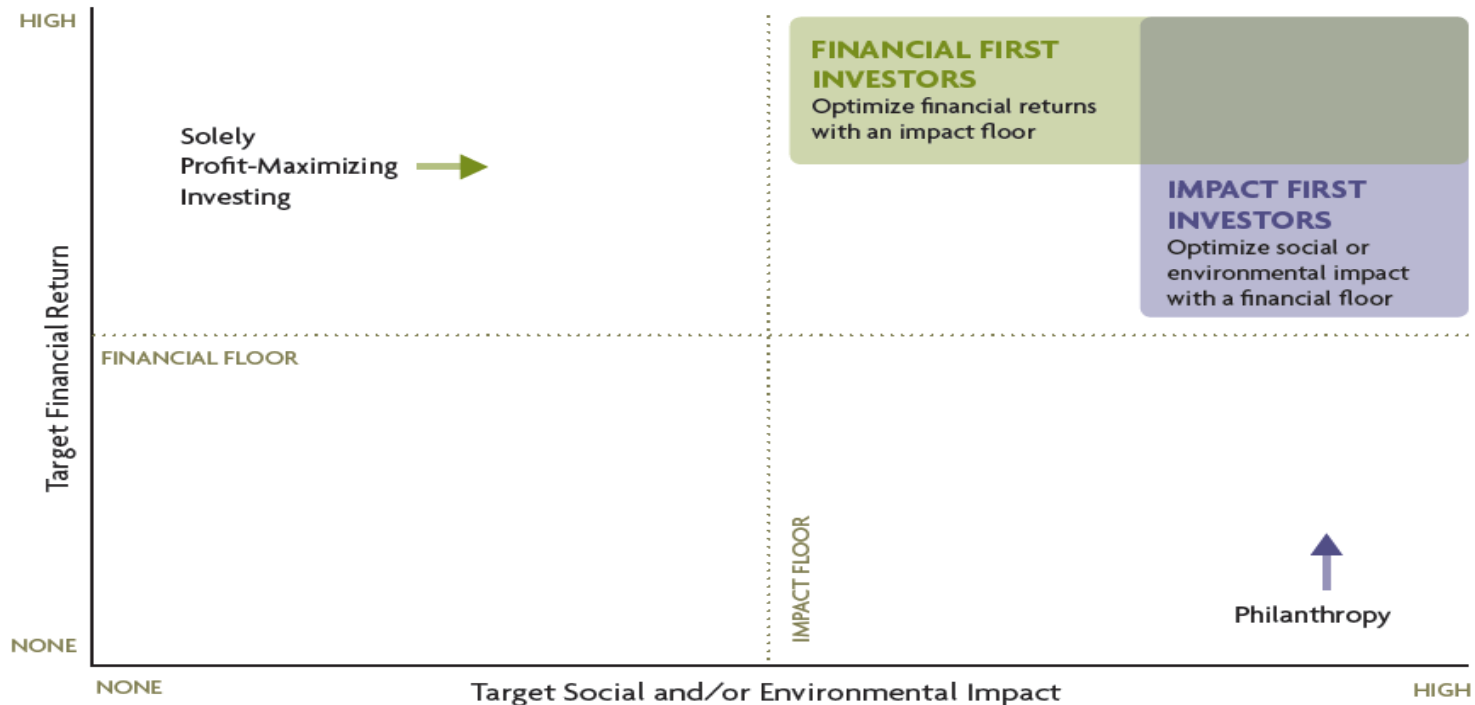 HIGH
FINANCIAL FIRST
INVESTORS
Optimize financial returns
with an impact floor
Solely
Profit-Maximizing
Investing
IMPACT FIRST
INVESTORS
Optimize social or
environmental impact
with a financial floor
Target Financial Return
FINANCIAL FLOOR
IMPACT FLOOR
Philanthropy
NONE
NONE
Target Social and/or Environmental Impact
HIGH